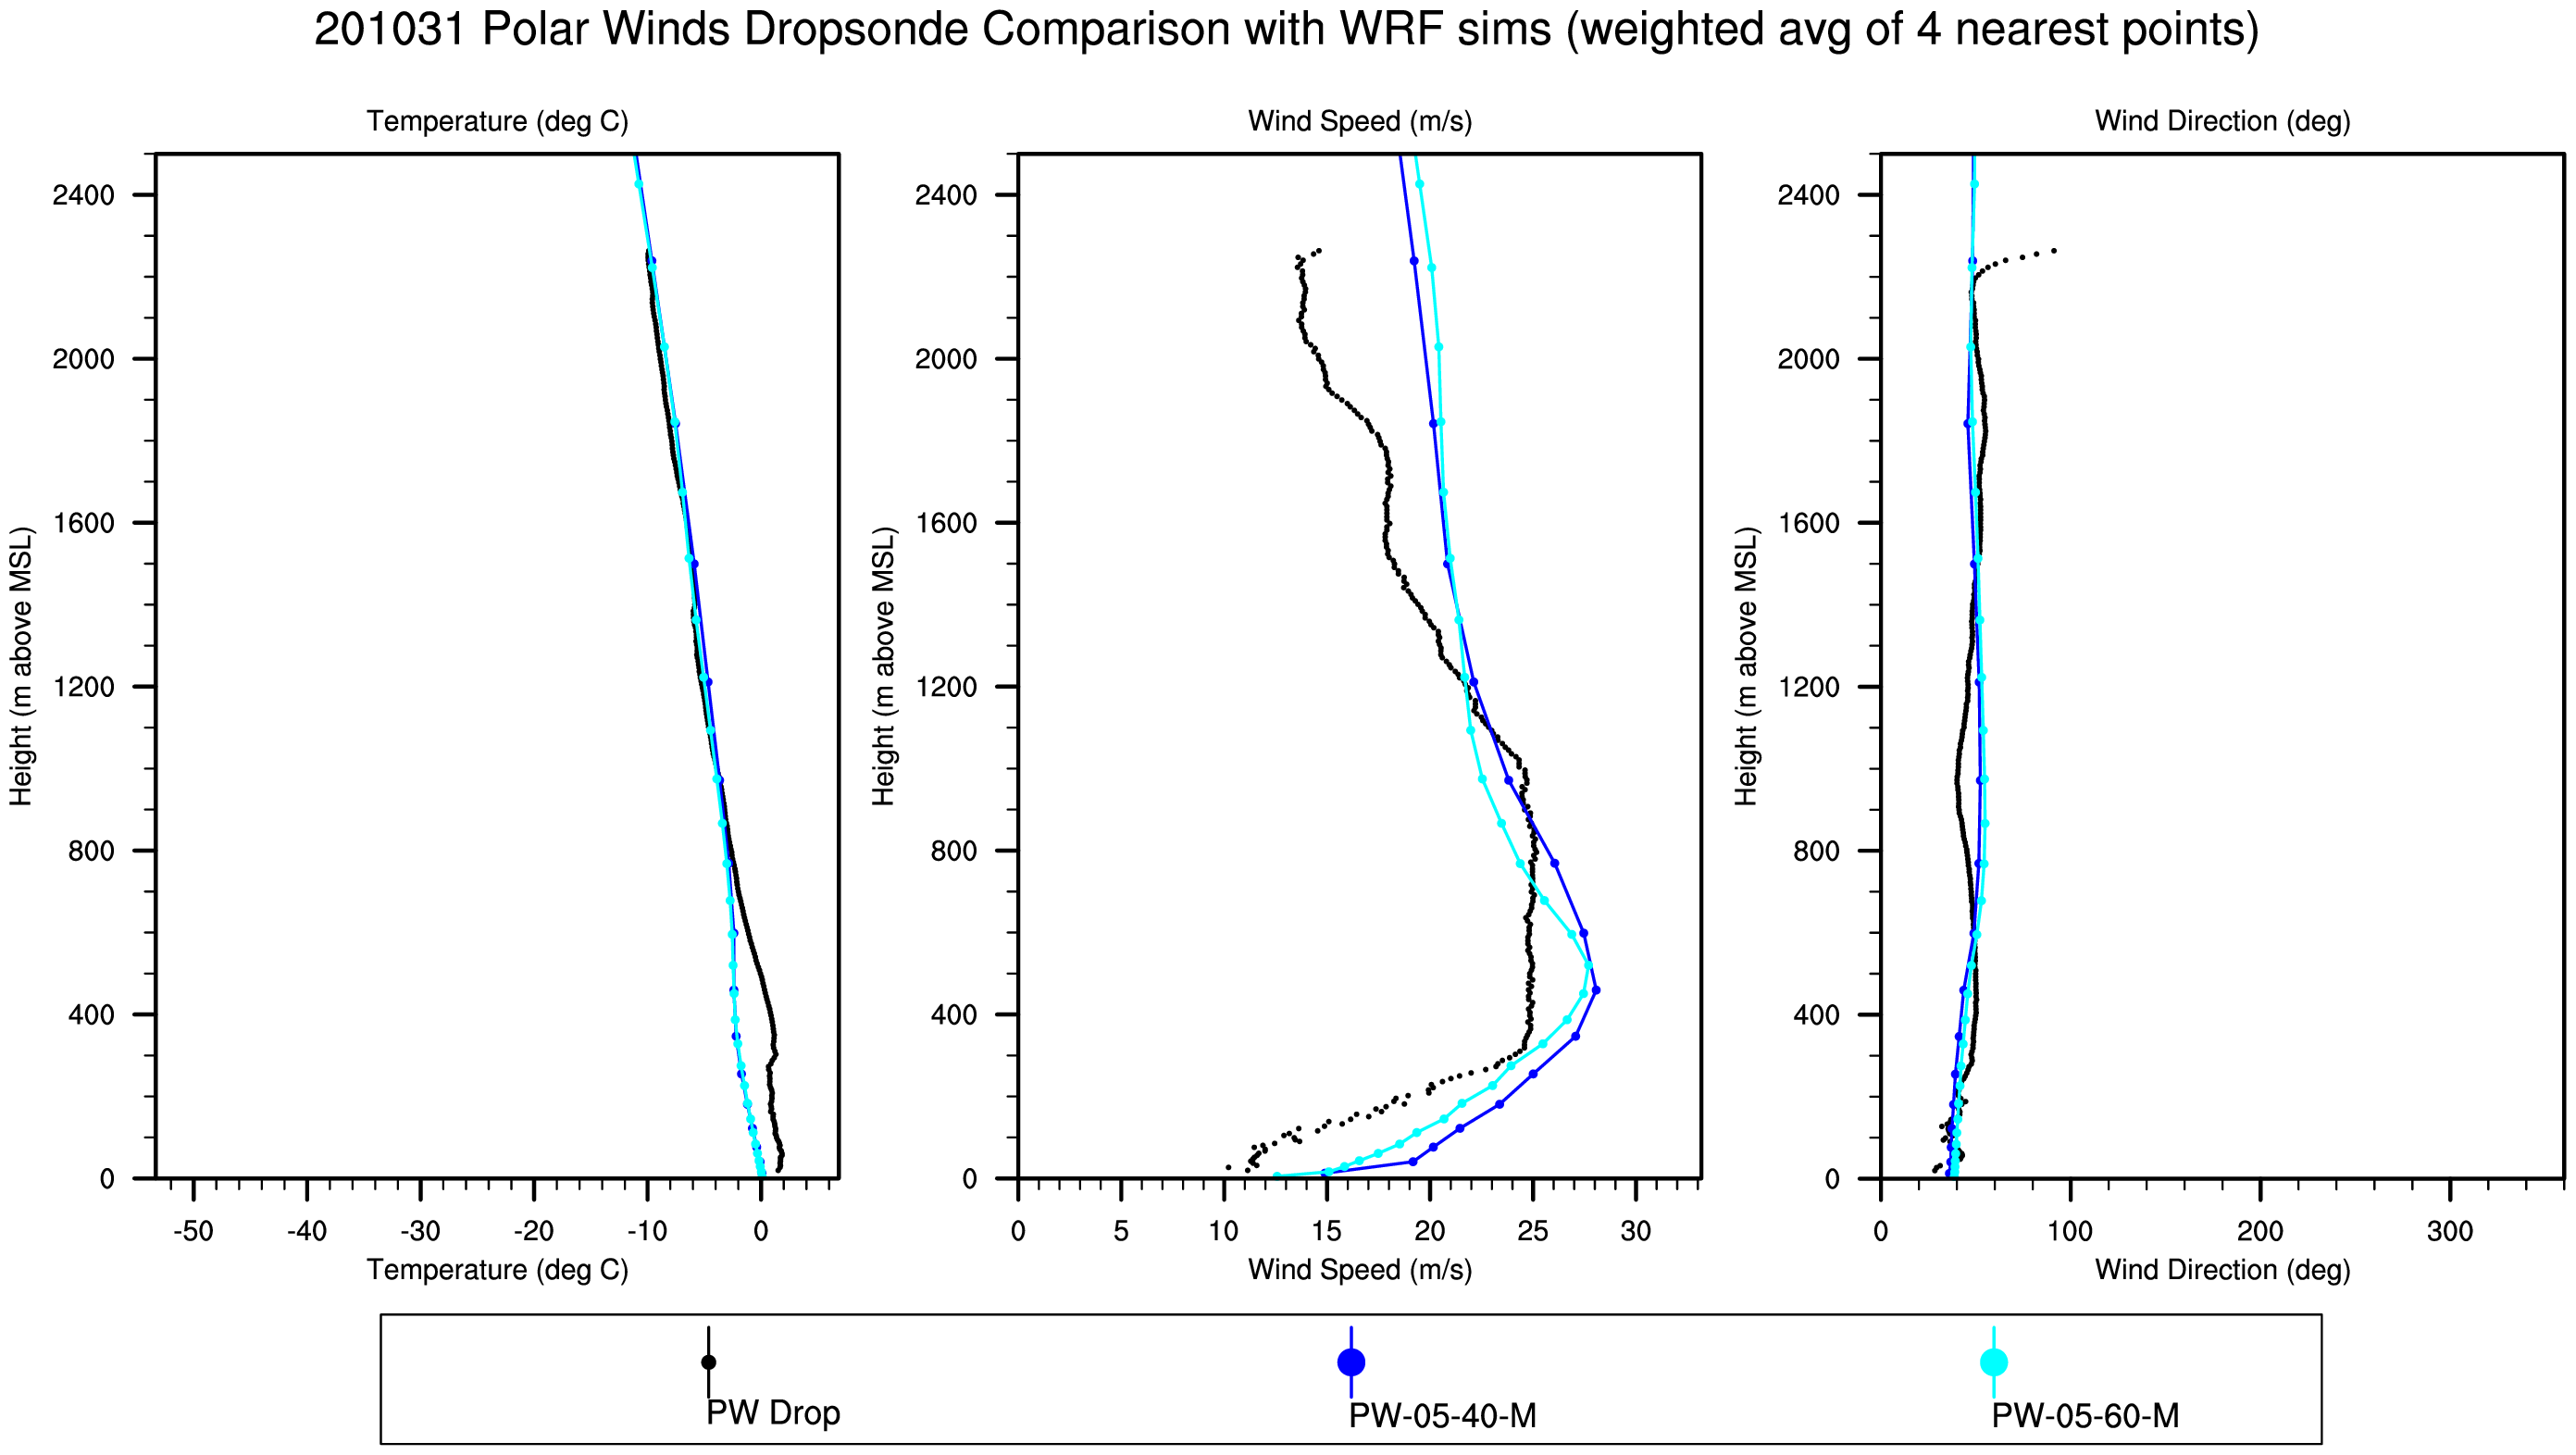 201031 Polar Winds Dropsonde Comparison with WRF sims (weighted avg of 4 nearest points)
Temperature (deg C)
Wind Speed (m/s)
Wind Direction (deg)
Height (m above MSL)
2400
2000
1600
1200
800
400
0
-50 -40 -30 -20 -10 0
Temperature (deg C)
Height (m above MSL)
2400
2000
1600
1200
800
400
0
0 5 10 15 20 25 30
Wind Speed (m/s)
Height (m above MSL)
2400
2000
1600
1200
800
400
0
0 100 200 300
Wind Direction (deg)
PW Drop
PW-05-40-M
PW-05-60-M